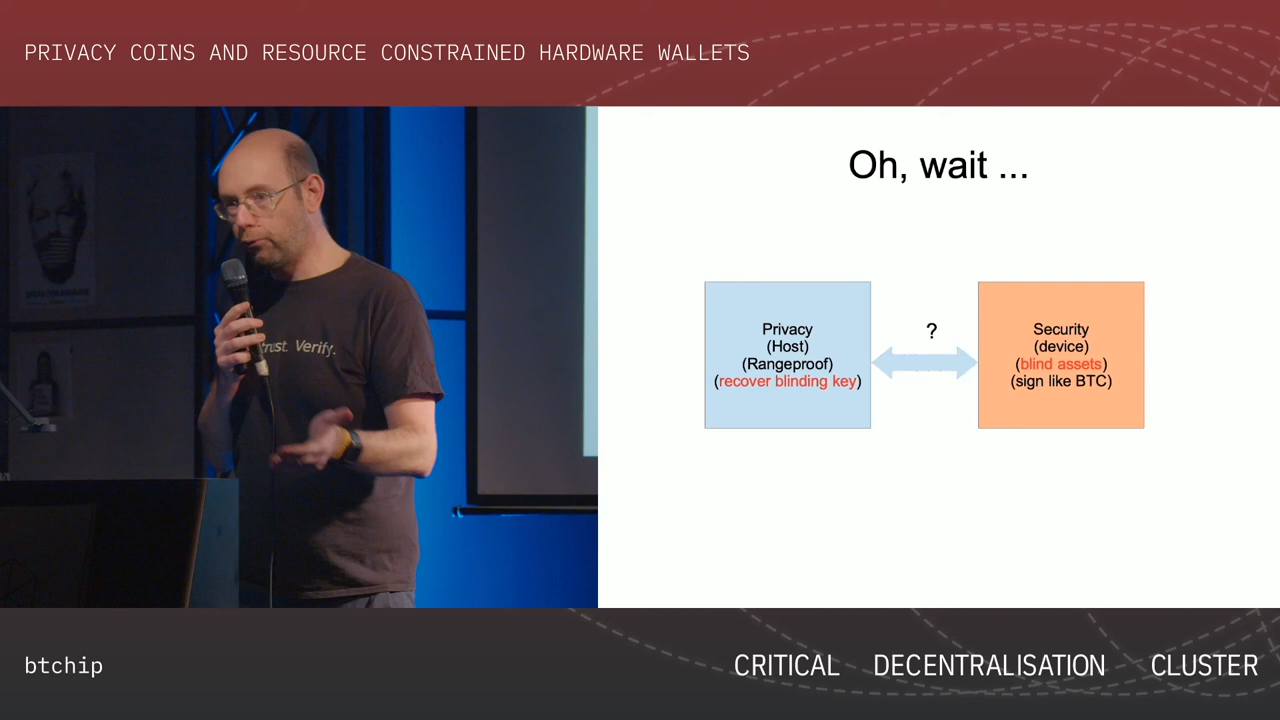 PRIVACY COINS AND RESOURCE CONSTRAINED HARDWARE WALLETS
Oh, wait ...
Privacy
(Host)
(Rangeproof)
(recover blinding key)
?
Security
(device)
(blind assets)
(sign like BTC)
Verify.
btchip
CRITICAL DECENTRALISATION CLUSTER